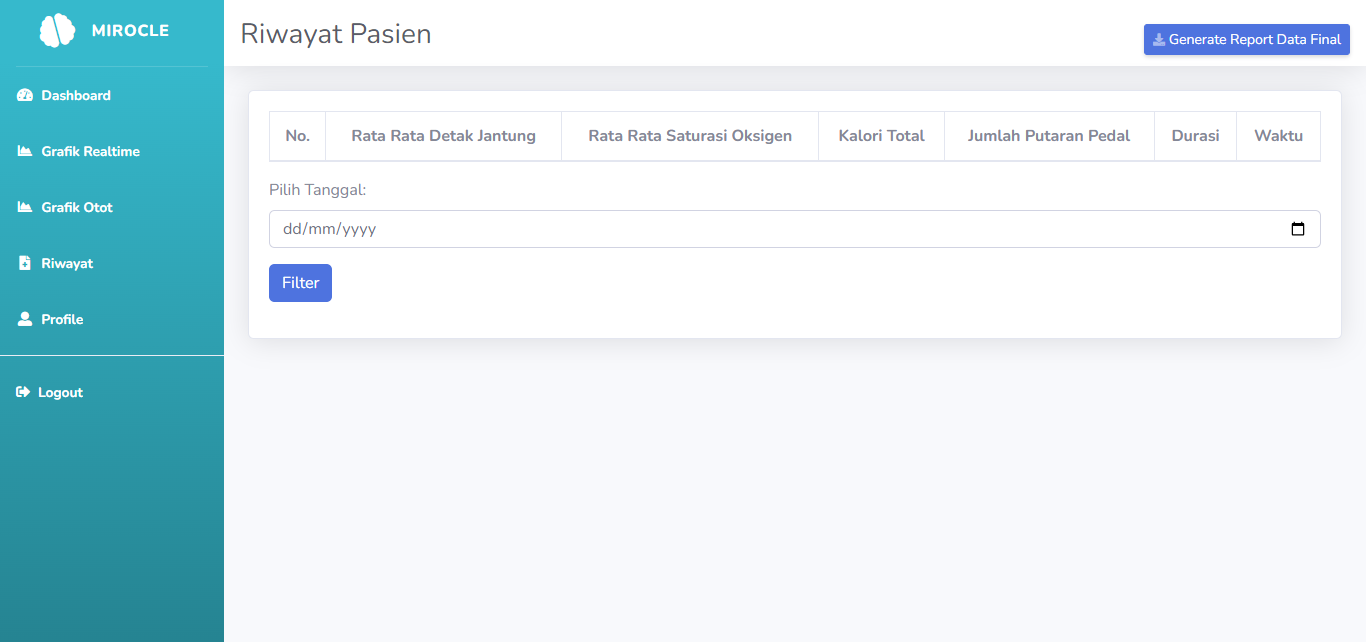 MIROCLE
Dashboard
Grafik Realtime
Grafik Otot
Riwayat
Profile
Logout
Riwayat Pasien
Generate Report Data Final
No. Rata Rata Detak Jantung Rata Rata Saturasi Oksigen Kalori Total Jumlah Putaran Pedal Durasi Waktu
Pilih Tanggal:
dd/mm/yyyy
Filter